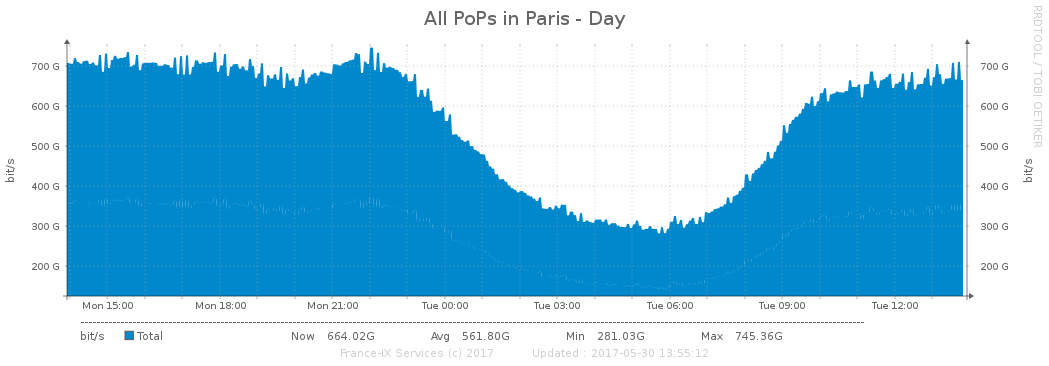 All PoPs in Paris - Day
RRDTOOL / TOBI OETIKER
bit/s
700 G
600 G
500 G
400 G
300 G
200 G
700 G
600 G
500 G
400 G
300 G
200 G
bit/s
Mon 15:00 Mon 18:00 Mon 21:00 Tue 00:00 Tue 03:00 Tue 06:00 Tue 09:00 Tue 12:00
bit/s Total Now 664.02G Avg 561.80G Min 281.03G Max 745.36G
France-IX Services (c) 2017 Updated : 2017-05-30 13:55:12